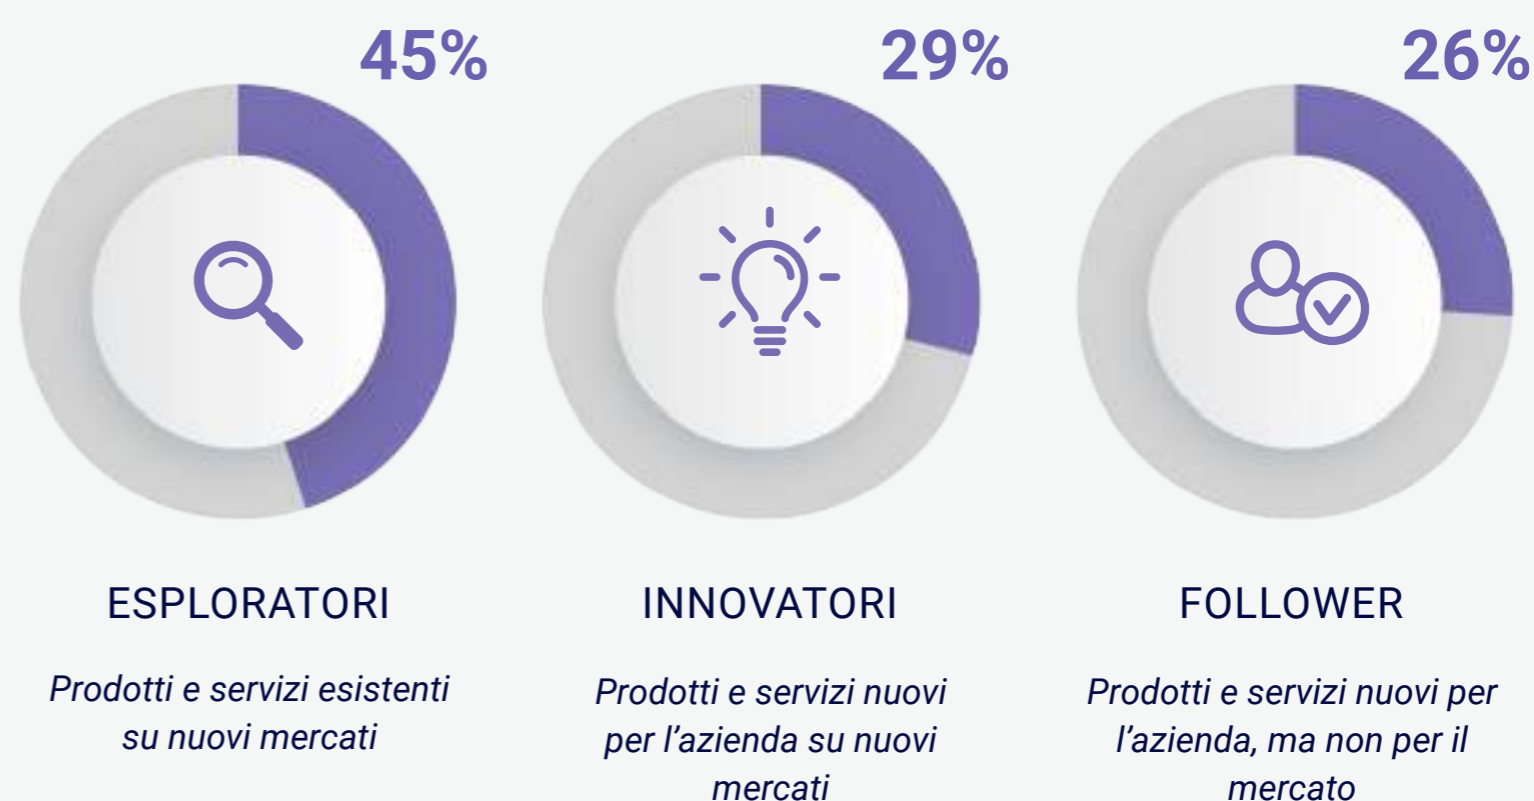 45%
29%
26%
ESPLORATORI
Prodotti e servizi esistenti
su nuovi mercati
INNOVATORI
Prodotti e servizi nuovi
per l’azienda su nuovi
mercati
FOLLOWER
Prodotti e servizi nuovi per
l’azienda, ma non per il
mercato